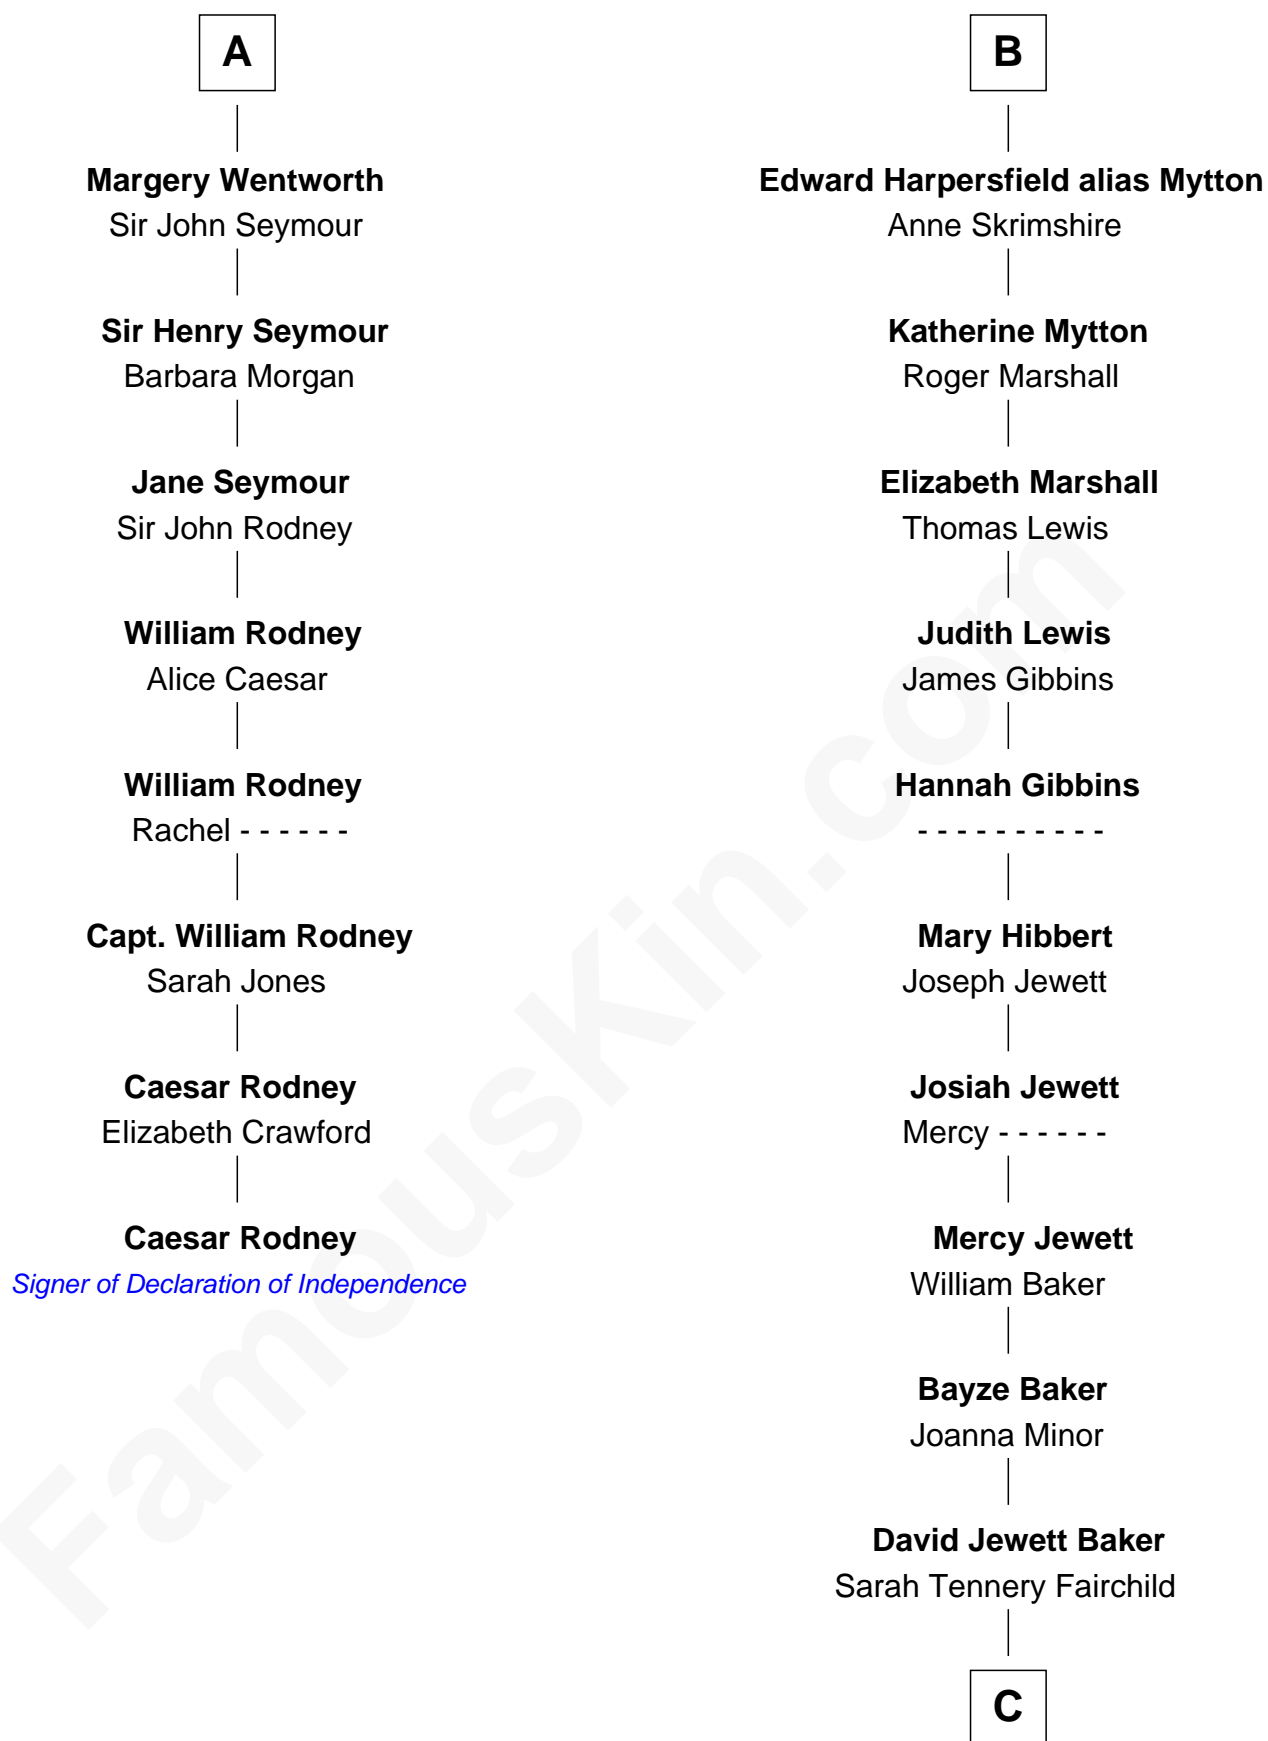 A
Margery Wentworth
Sir John Seymour
Sir Henry Seymour
Barbara Morgan
Jane Seymour
Sir John Rodney
William Rodney
Alice Caesar
William Rodney
Rachel - - - - - -
Capt. William Rodney
Sarah Jones
Caesar Rodney
Elizabeth Crawford
Caesar Rodney
Signer of Declaration of Independence
B
Edward Harpersfield alias Mytton
Anne Skrimshire
Katherine Mytton
Roger Marshall
Elizabeth Marshall
Thomas Lewis
Judith Lewis
James Gibbins
Hannah Gibbins
- - - - - - - - - -
Mary Hibbert
Joseph Jewett
Josiah Jewett
Mercy - - - - - -
Mercy Jewett
William Baker
Bayze Baker
Joanna Minor
David Jewett Baker
Sarah Tennery Fairchild
C
FamousKin.com